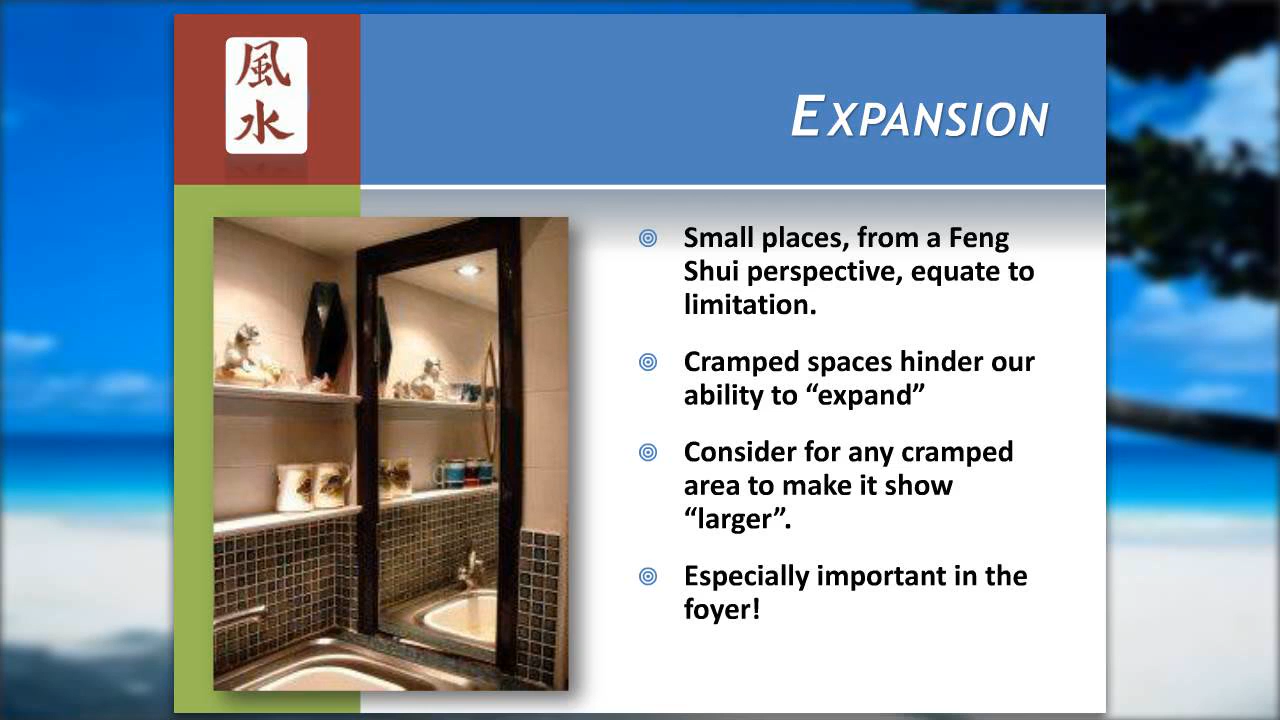 風
水
EXPANSION
Small places, from a Feng
Shui perspective, equate to
limitation.
Cramped spaces hinder our
ability to “expand”
Consider for any cramped
area to make it show
“larger”.
Especially important in the
foyer!